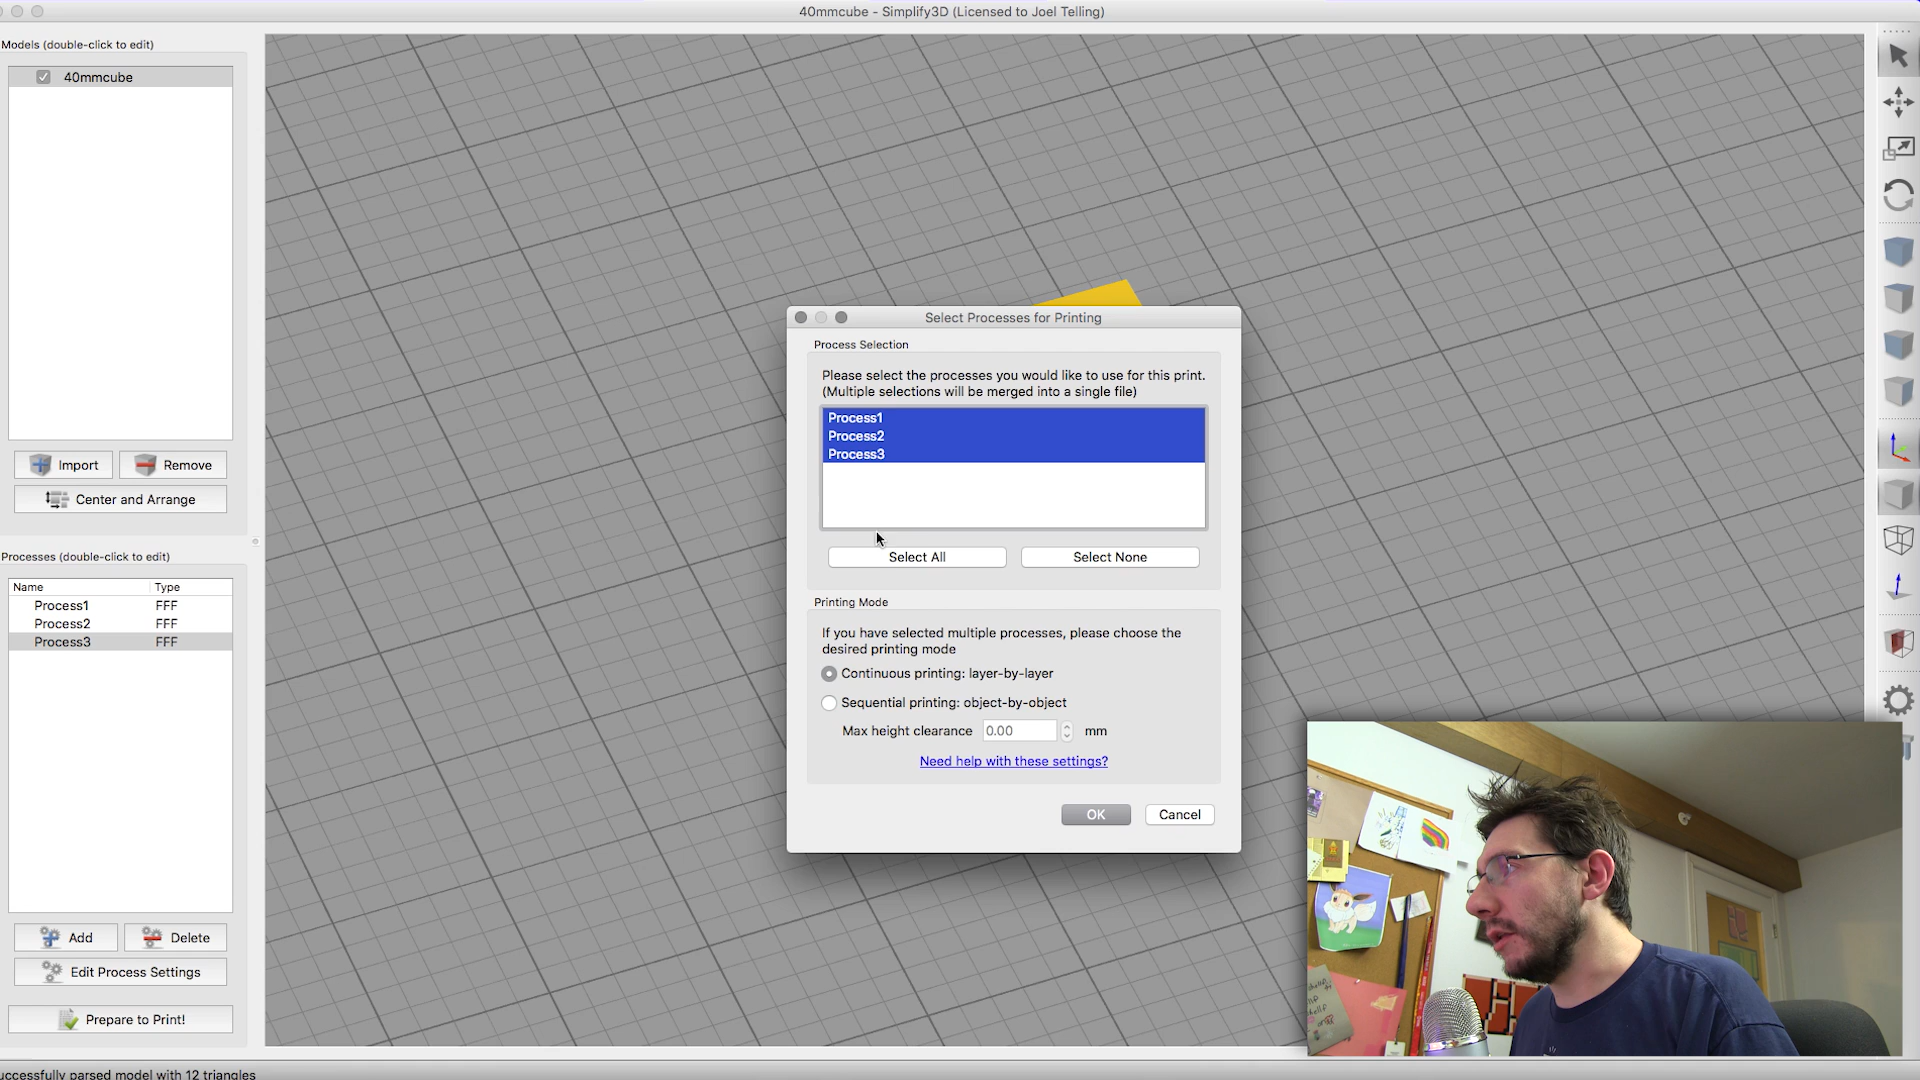 40mmcube - Simplify3D (Licensed to Joel Telling)
Models (double-click to edit)
40mmcube
Import
Remove
Center and Arrange
Processes (double-click to edit)
Name Type
Process1 FFF
Process2 FFF
Process3 FFF
Add
Delete
Edit Process Settings
Prepare to Print!
uccessfully parsed model with 12 triangles
Select Processes for Printing
Process Selection
Please select the processes you would like to use for this print.
(Multiple selections will be merged into a single file)
Process1
Process2
Process3
Select All
Select None
Printing Mode
If you have selected multiple processes, please choose the
desired printing mode
Continuous printing: layer-by-layer
Sequential printing: object-by-object
Max height clearance 0.00 mm
Need help with these settings?
OK
Cancel